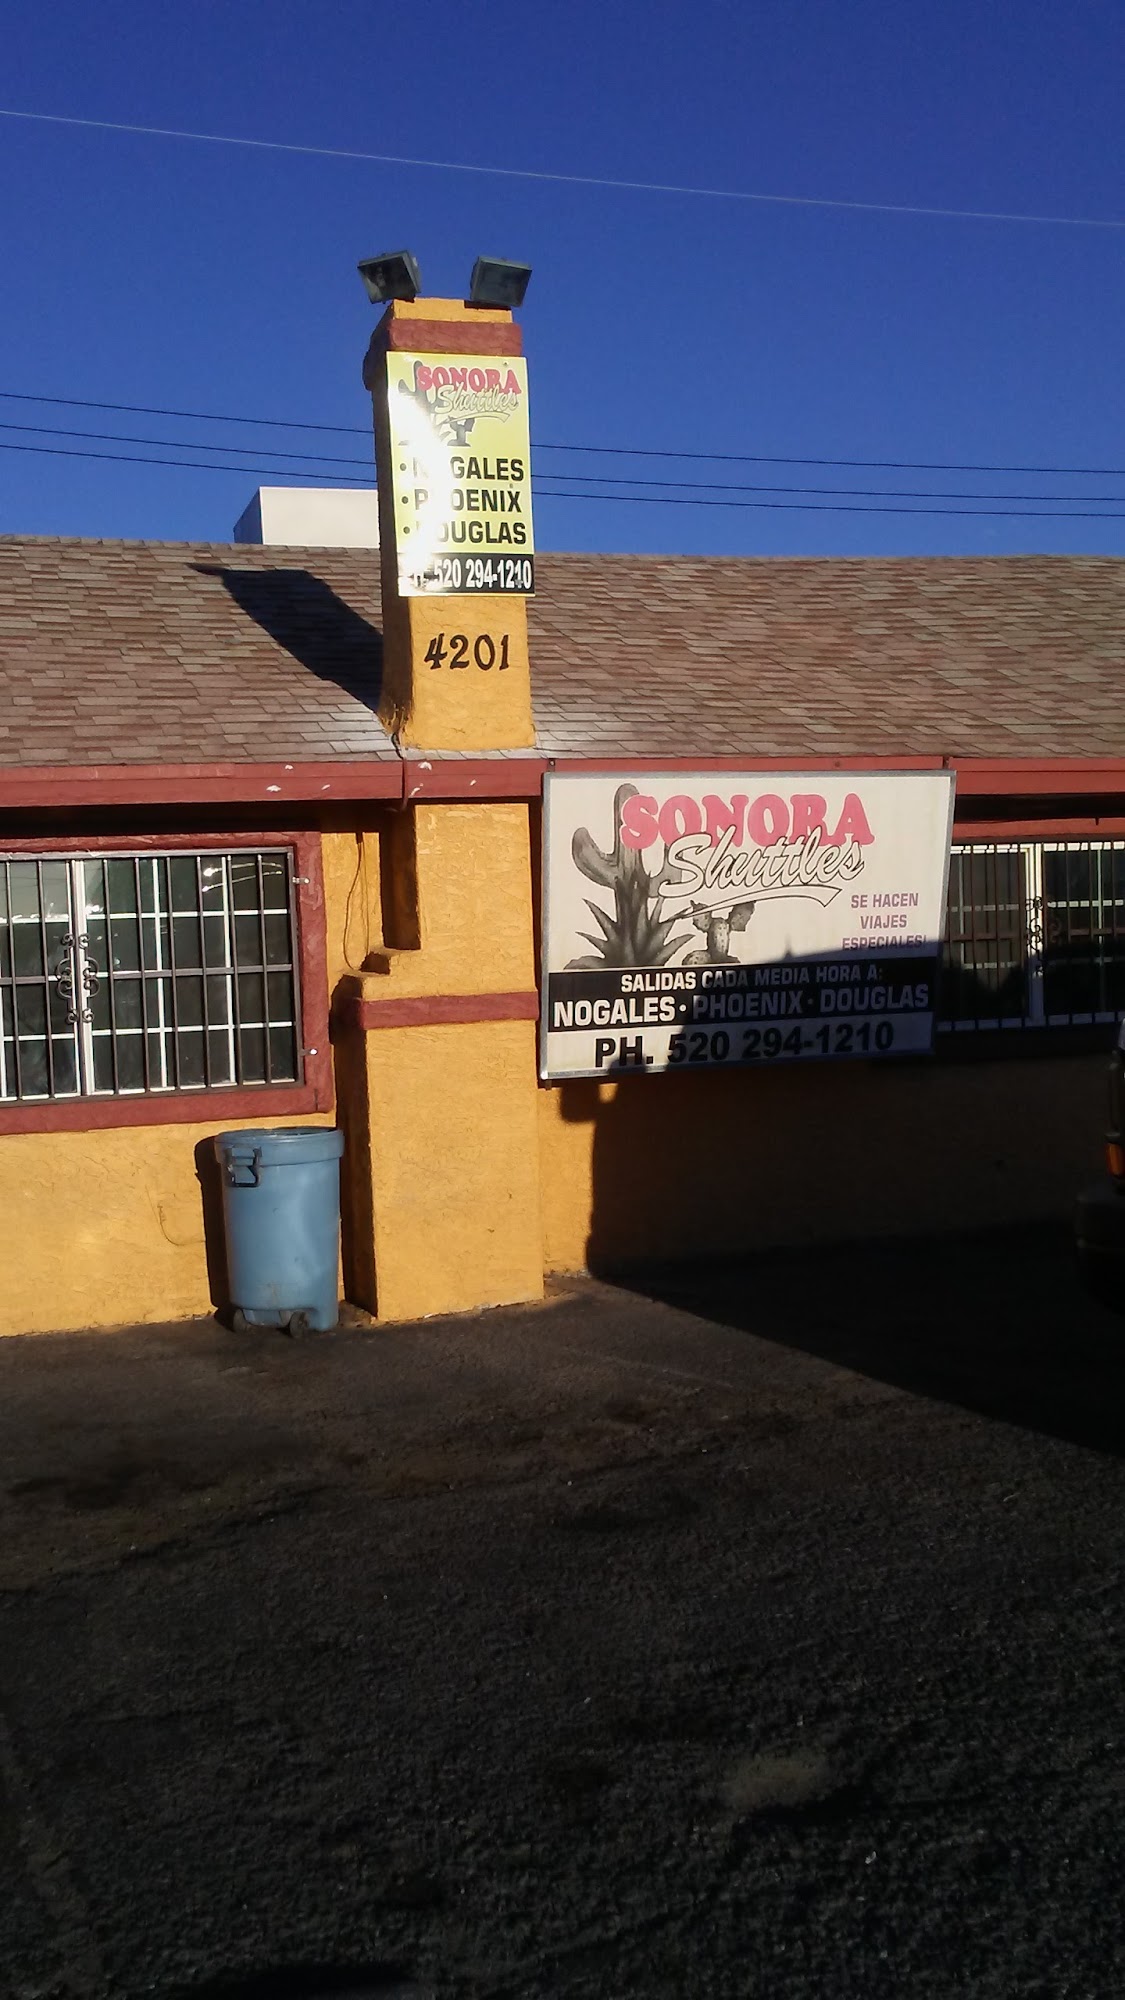 SONORA
Shuttles
• NOGALES
• PHOENIX
• DOUGLAS
PH. 520 294-1210
4201
SONORA
Shuttles
SE HACEN
VIAJES
ESPECIALES!
SALIDAS CADA MEDIA HORA A:
NOGALES • PHOENIX • DOUGLAS
PH. 520 294-1210